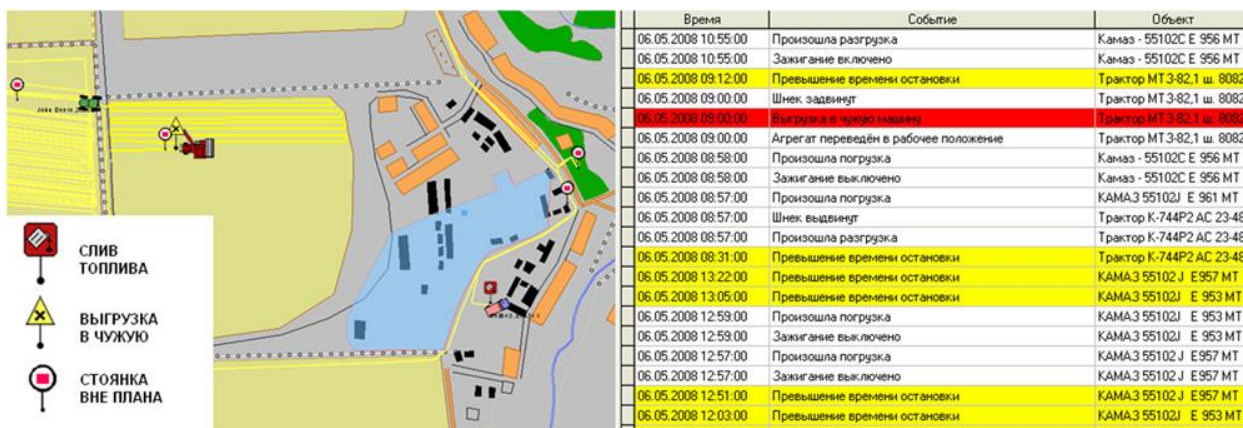 СЛИВ
ТОПЛИВА
ВЫГРУЗКА
В ЧУЖУЮ
СТОЯНКА
ВНЕ ПЛАНА
Время Событие Объект
06.05.2008 10:55:00 Произошла разгрузка Камаз - 55102С Е 956 МТ
06.05.2008 10:55:00 Зажигание включено Камаз - 55102С Е 956 МТ
06.05.2008 09:12:00 Превышение времени остановки Трактор МТЗ-82,1 ш. 8082
06.05.2008 09:00:00 Шнек задвинут Трактор МТЗ-82,1 ш. 8082
06.05.2008 09:00:00 Выгрузка в чужую машину Трактор МТЗ-82,1 ш. 8082
06.05.2008 09:00:00 Агрегат переведён в рабочее положение Трактор МТЗ-82,1 ш. 8082
06.05.2008 08:58:00 Произошла погрузка Камаз - 55102С Е 956 МТ
06.05.2008 08:58:00 Зажигание выключено Камаз - 55102С Е 956 МТ
06.05.2008 08:57:00 Произошла погрузка КАМАЗ 55102J Е 961 МТ
06.05.2008 08:57:00 Шнек выдвинут Трактор К-744Р2 АС 23-48
06.05.2008 08:57:00 Произошла разгрузка Трактор К-744Р2 АС 23-48
06.05.2008 08:31:00 Превышение времени остановки Трактор К-744Р2 АС 23-48
06.05.2008 13:22:00 Превышение времени остановки КАМАЗ 55102 J Е957 МТ
06.05.2008 13:05:00 Превышение времени остановки КАМАЗ 55102J Е 953 МТ
06.05.2008 12:59:00 Произошла погрузка КАМАЗ 55102J Е 953 МТ
06.05.2008 12:59:00 Зажигание выключено КАМАЗ 55102J Е 953 МТ
06.05.2008 12:57:00 Произошла погрузка КАМАЗ 55102 J Е957 МТ
06.05.2008 12:57:00 Зажигание выключено КАМАЗ 55102 J Е957 МТ
06.05.2008 12:51:00 Превышение времени остановки КАМАЗ 55102 J Е957 МТ
06.05.2008 12:03:00 Превышение времени остановки КАМАЗ 55102J Е 953 МТ